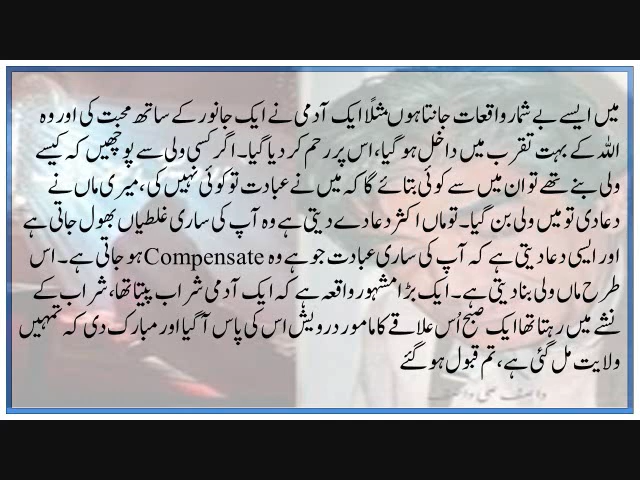 میں ایسے بے شمار واقعات جانتا ہوں مثلاً ایک آدمی نے ایک جانور کے ساتھ محبت کی اور وہ
اللہ کے بہت تقرب میں داخل ہو گیا، اس پر رحم کر دیا گیا۔ اگر کسی ولی سے پوچھیں کہ کیسے
ولی بنے تھے تو ان میں سے کوئی بتائے گا کہ میں نے عبادت تو کوئی نہیں کی، میری ماں نے
دعا دی تو میں ولی بن گیا۔ تو ماں اکثر دعا دے دیتی ہے وہ آپ کی ساری غلطیاں بھول جاتی ہے
اور ایسی دعا دیتی ہے کہ آپ کی ساری عبادت جو ہے وہ Compensate ہو جاتی ہے۔ اس
طرح ماں ولی بنا دیتی ہے۔ ایک بڑا مشہور واقعہ ہے کہ ایک آدمی شراب پیتا تھا، شراب کے
نشے میں رہتا تھا ایک صبح اُس علاقے کا مامور درویش اس کی پاس آ گیا اور مبارک دی کہ تمہیں
ولایت مل گئی ہے، تم قبول ہو گئے
واصف علی واصف